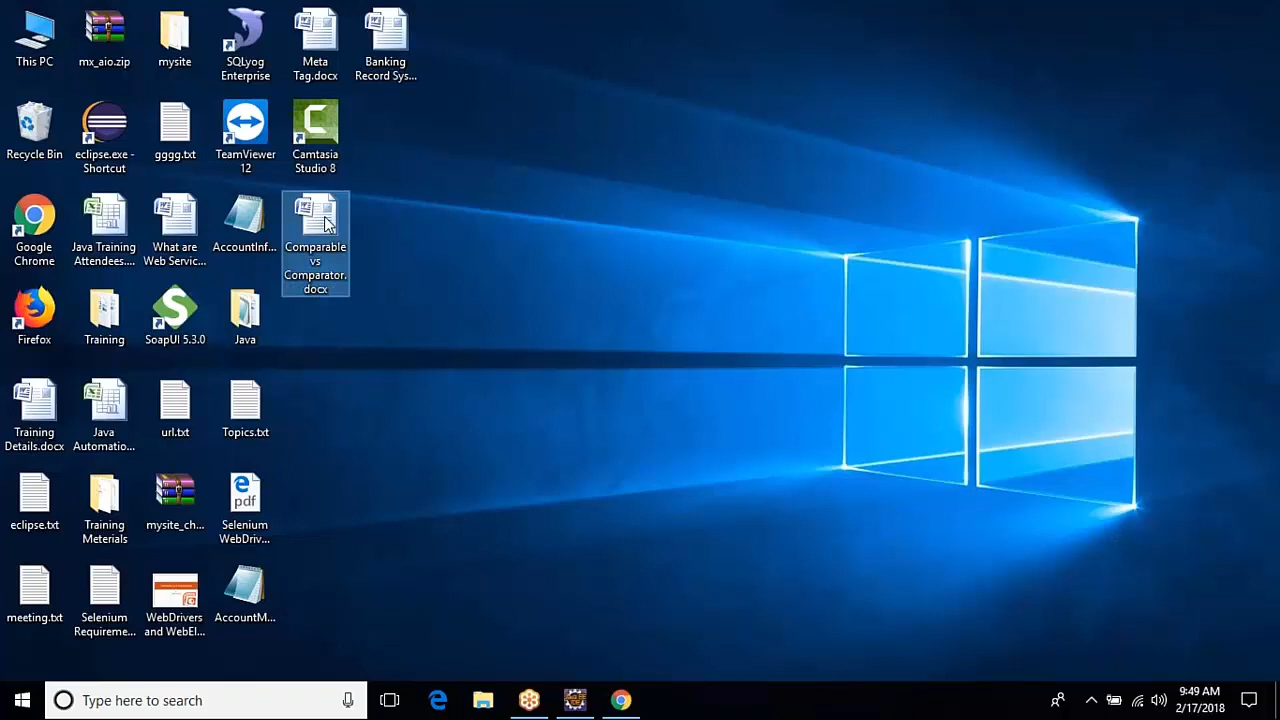 This PC
mx_aio.zip
mysite
SQLyog
Enterprise
Meta
Tag.docx
Banking
Record Sys...
Recycle Bin
eclipse.exe -
Shortcut
gggg.txt
TeamViewer
12
Camtasia
Studio 8
Google
Chrome
Java Training
Attendees....
What are
Web Servic...
AccountInf...
Comparable
vs
Comparator.
docx
Firefox
Training
SoapUI 5.3.0
Java
Training
Details.docx
Java
Automatio...
url.txt
Topics.txt
eclipse.txt
Training
Meterials
mysite_ch...
pdf
Selenium
WebDriv...
meeting.txt
Selenium
Requireme...
WebDrivers
and WebEl...
AccountM...
Type here to search
9:49 AM
2/17/2018